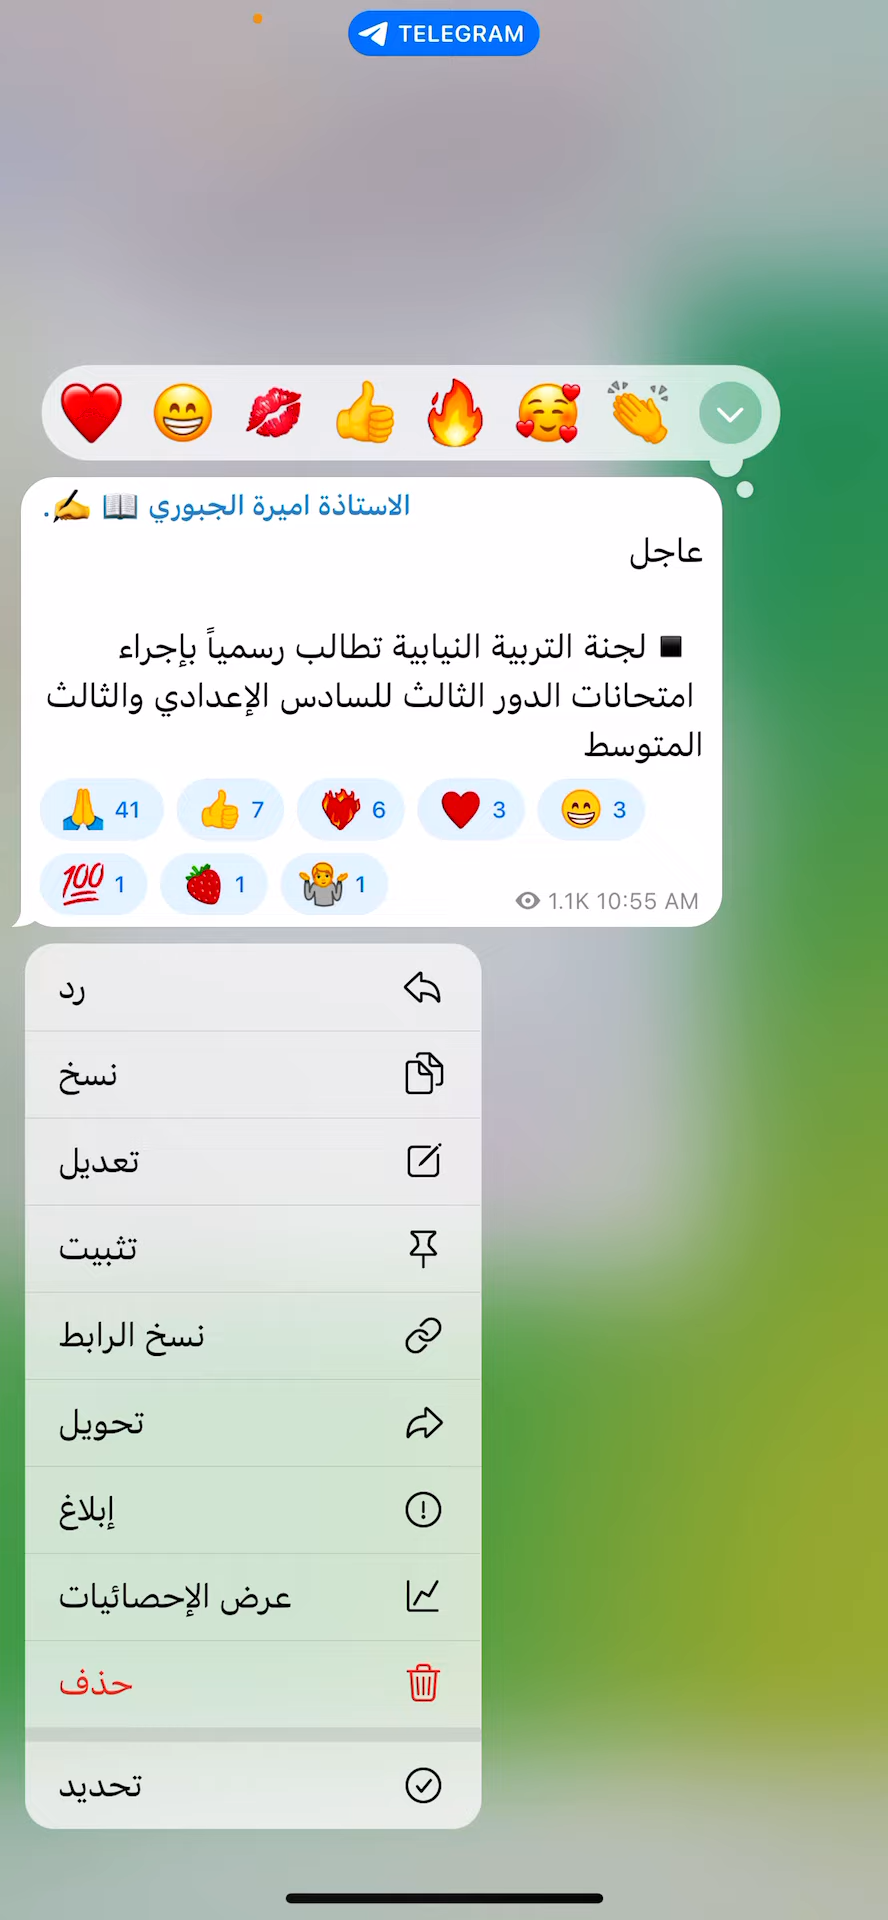 TELEGRAM
الاستاذة اميرة الجبوري 📖 ✍️.
عاجل
◾ لجنة التربية النيابية تطالب رسمياً بإجراء
امتحانات الدور الثالث للسادس الإعدادي والثالث
المتوسط
41 7 6 3 3
1 1 1
1.1K 10:55 AM
رد
نسخ
تعديل
تثبيت
نسخ الرابط
تحويل
إبلاغ
عرض الإحصائيات
حذف
تحديد